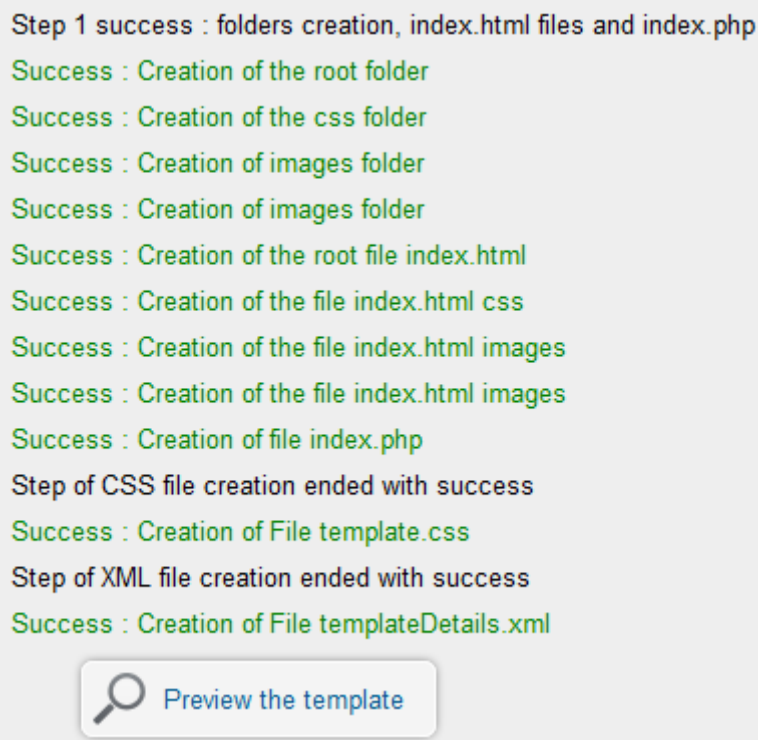 Step 1 success : folders creation, index.html files and index.php
Success : Creation of the root folder
Success : Creation of the css folder
Success : Creation of images folder
Success : Creation of images folder
Success : Creation of the root file index.html
Success : Creation of the file index.html css
Success : Creation of the file index.html images
Success : Creation of the file index.html images
Success : Creation of file index.php
Step of CSS file creation ended with success
Success : Creation of File template.css
Step of XML file creation ended with success
Success : Creation of File templateDetails.xml
Preview the template